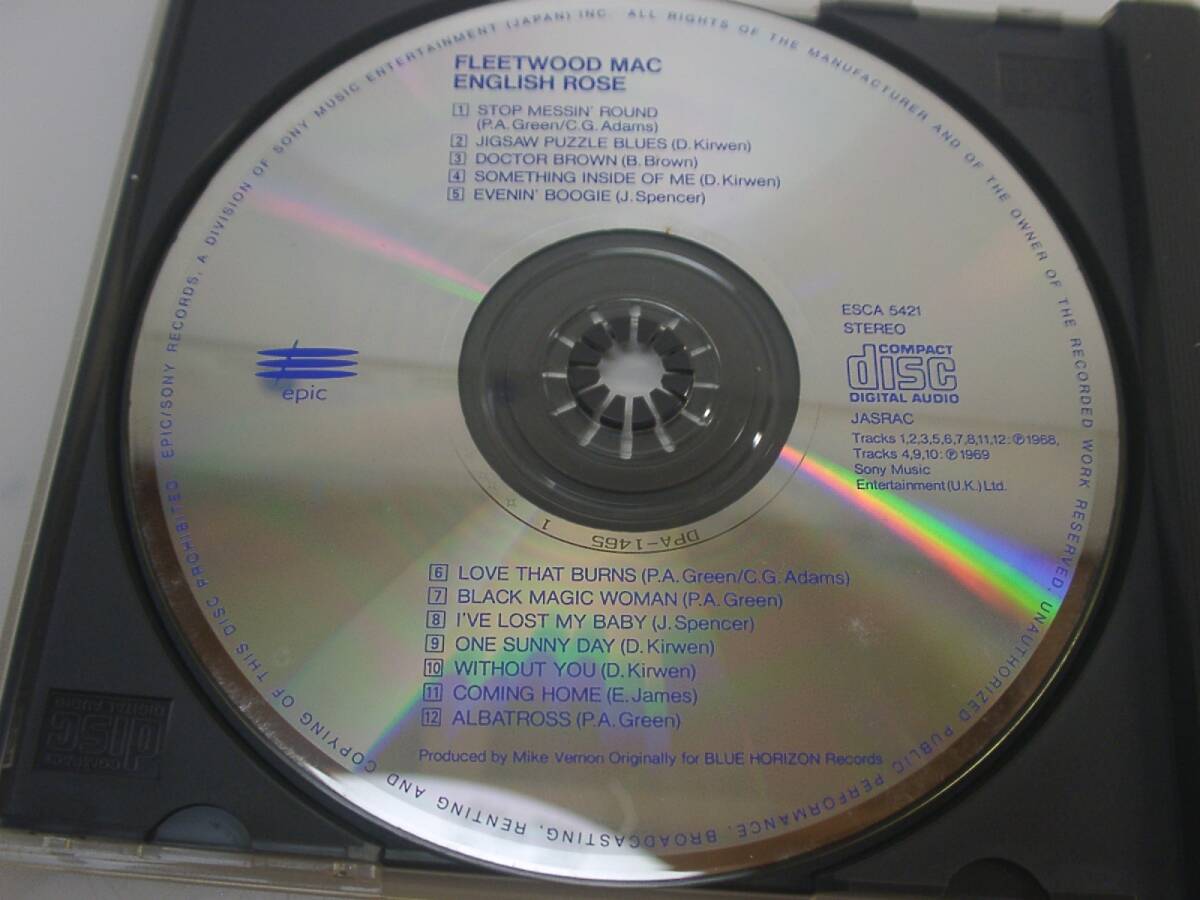 FLEETWOOD MAC
ENGLISH ROSE
1 STOP MESSIN' ROUND
(P.A. Green/C.G. Adams)
2 JIGSAW PUZZLE BLUES (D. Kirwen)
3 DOCTOR BROWN (B. Brown)
4 SOMETHING INSIDE OF ME (D. Kirwen)
5 EVENIN' BOOGIE (J. Spencer)
epic
ESCA 5421
STEREO
COMPACT
disc
DIGITAL AUDIO
JASRAC
Tracks 1,2,3,5,6,7,8,11,12: ℗1968,
Tracks 4,9,10: ℗1969
Sony Music
Entertainment (U.K.) Ltd.
DPA-1465 1
6 LOVE THAT BURNS (P.A. Green/C.G. Adams)
7 BLACK MAGIC WOMAN (P.A. Green)
8 I'VE LOST MY BABY (J. Spencer)
9 ONE SUNNY DAY (D. Kirwen)
10 WITHOUT YOU (D. Kirwen)
11 COMING HOME (E. James)
12 ALBATROSS (P.A. Green)
Produced by Mike Vernon Originally for BLUE HORIZON Records
EPIC/SONY RECORDS, A DIVISION OF SONY MUSIC ENTERTAINMENT (JAPAN) INC. ALL RIGHTS OF THE MANUFACTURER AND OF THE OWNER OF THE RECORDED WORK RESERVED. UNAUTHORIZED PUBLIC PERFORMANCE, BROADCASTING, RENTING AND COPYING OF THIS DISC PROHIBITED
COMPACT
disc
DIGITAL AUDIO